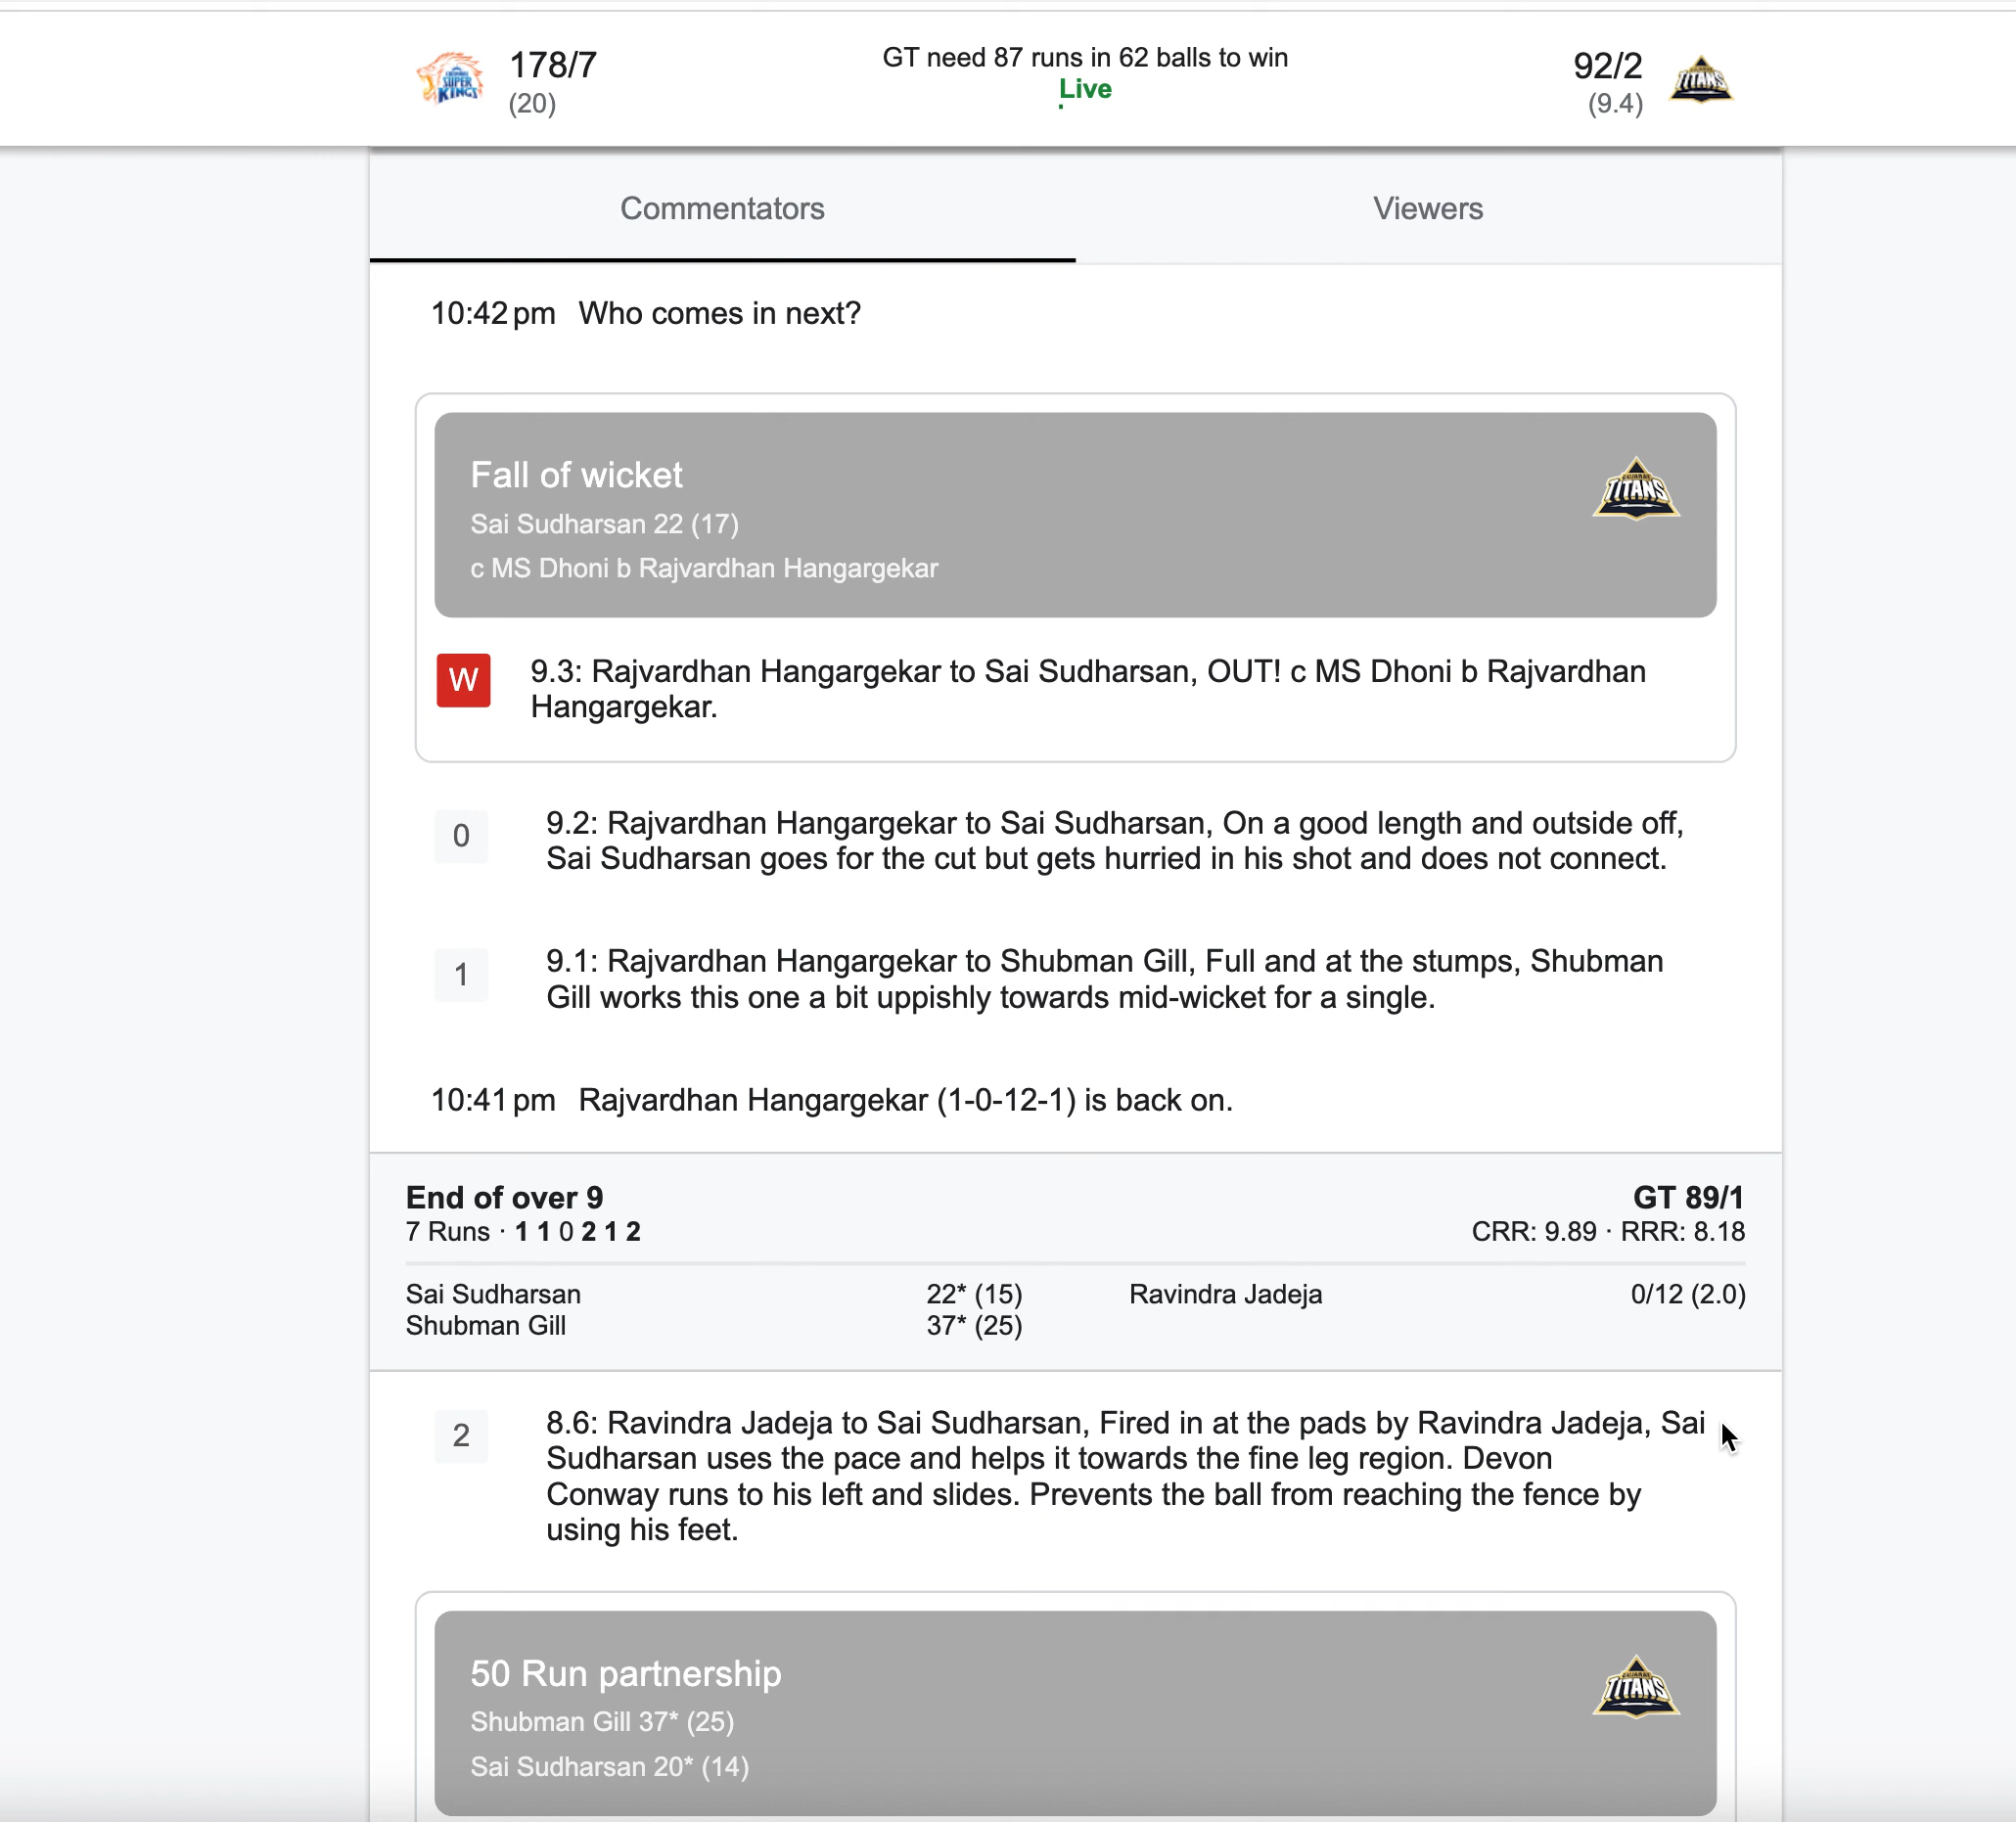 SUPER
KINGS
178/7
(20)
GT need 87 runs in 62 balls to win
Live
92/2
(9.4)
TITANS
Commentators
Viewers
10:42 pm Who comes in next?
Fall of wicket
Sai Sudharsan 22 (17)
c MS Dhoni b Rajvardhan Hangargekar
GUJARAT
TITANS
W
9.3: Rajvardhan Hangargekar to Sai Sudharsan, OUT! c MS Dhoni b Rajvardhan
Hangargekar.
0
9.2: Rajvardhan Hangargekar to Sai Sudharsan, On a good length and outside off,
Sai Sudharsan goes for the cut but gets hurried in his shot and does not connect.
1
9.1: Rajvardhan Hangargekar to Shubman Gill, Full and at the stumps, Shubman
Gill works this one a bit uppishly towards mid-wicket for a single.
10:41 pm Rajvardhan Hangargekar (1-0-12-1) is back on.
End of over 9
GT 89/1
7 Runs · 1 1 0 2 1 2
CRR: 9.89 · RRR: 8.18
Sai Sudharsan 22* (15) Ravindra Jadeja 0/12 (2.0)
Shubman Gill 37* (25)
2
8.6: Ravindra Jadeja to Sai Sudharsan, Fired in at the pads by Ravindra Jadeja, Sai
Sudharsan uses the pace and helps it towards the fine leg region. Devon
Conway runs to his left and slides. Prevents the ball from reaching the fence by
using his feet.
50 Run partnership
Shubman Gill 37* (25)
Sai Sudharsan 20* (14)
GUJARAT
TITANS